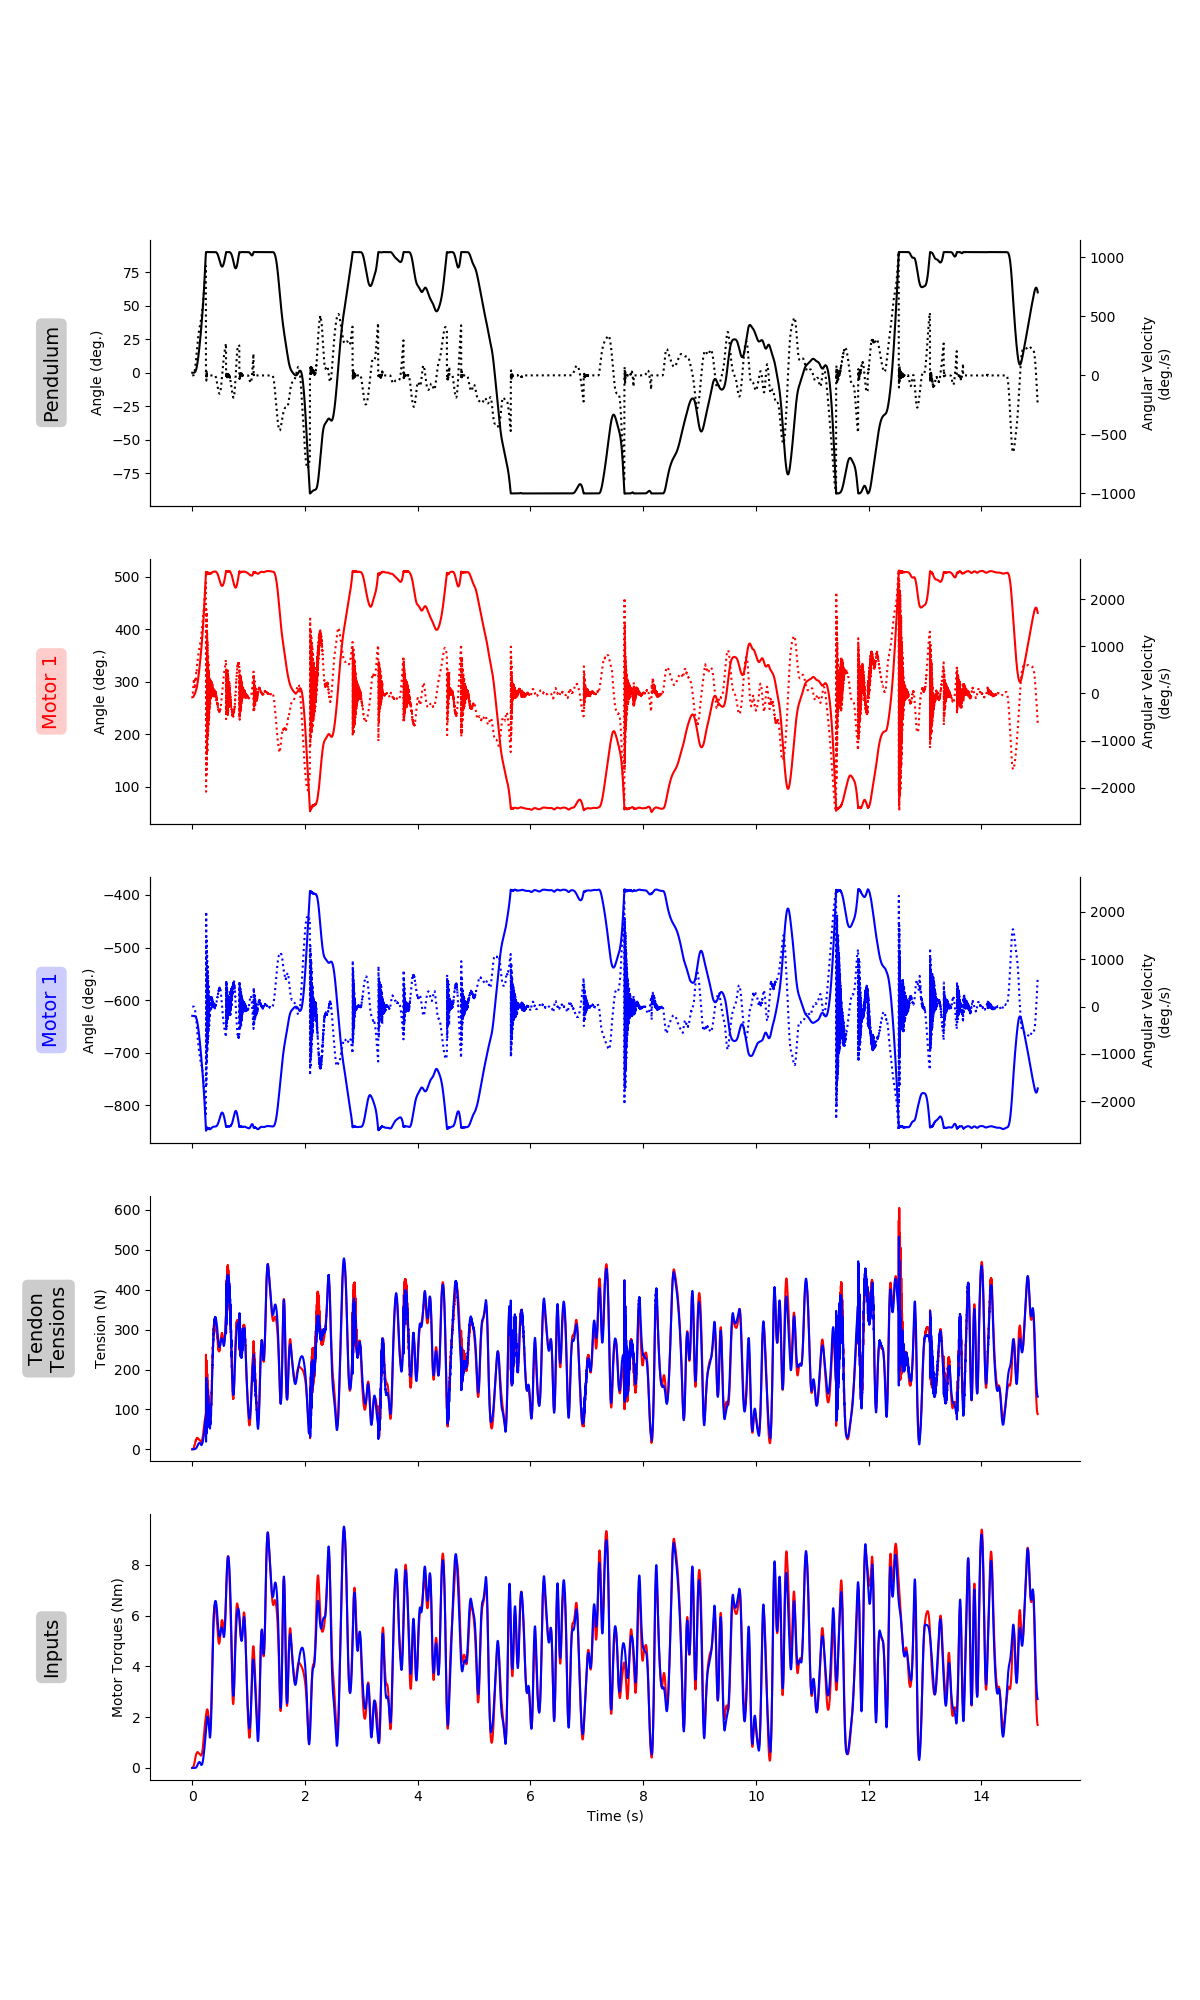 Pendulum
Angle (deg.)
75
50
25
0
−25
−50
−75
1000
500
0
−500
−1000
Angular Velocity
(deg./s)
Motor 1
Angle (deg.)
500
400
300
200
100
2000
1000
0
−1000
−2000
Angular Velocity
(deg./s)
Motor 1
Angle (deg.)
−400
−500
−600
−700
−800
2000
1000
0
−1000
−2000
Angular Velocity
(deg./s)
Tendon
Tensions
Tension (N)
600
500
400
300
200
100
0
Inputs
Motor Torques (Nm)
8
6
4
2
0
0 2 4 6 8 10 12 14
Time (s)